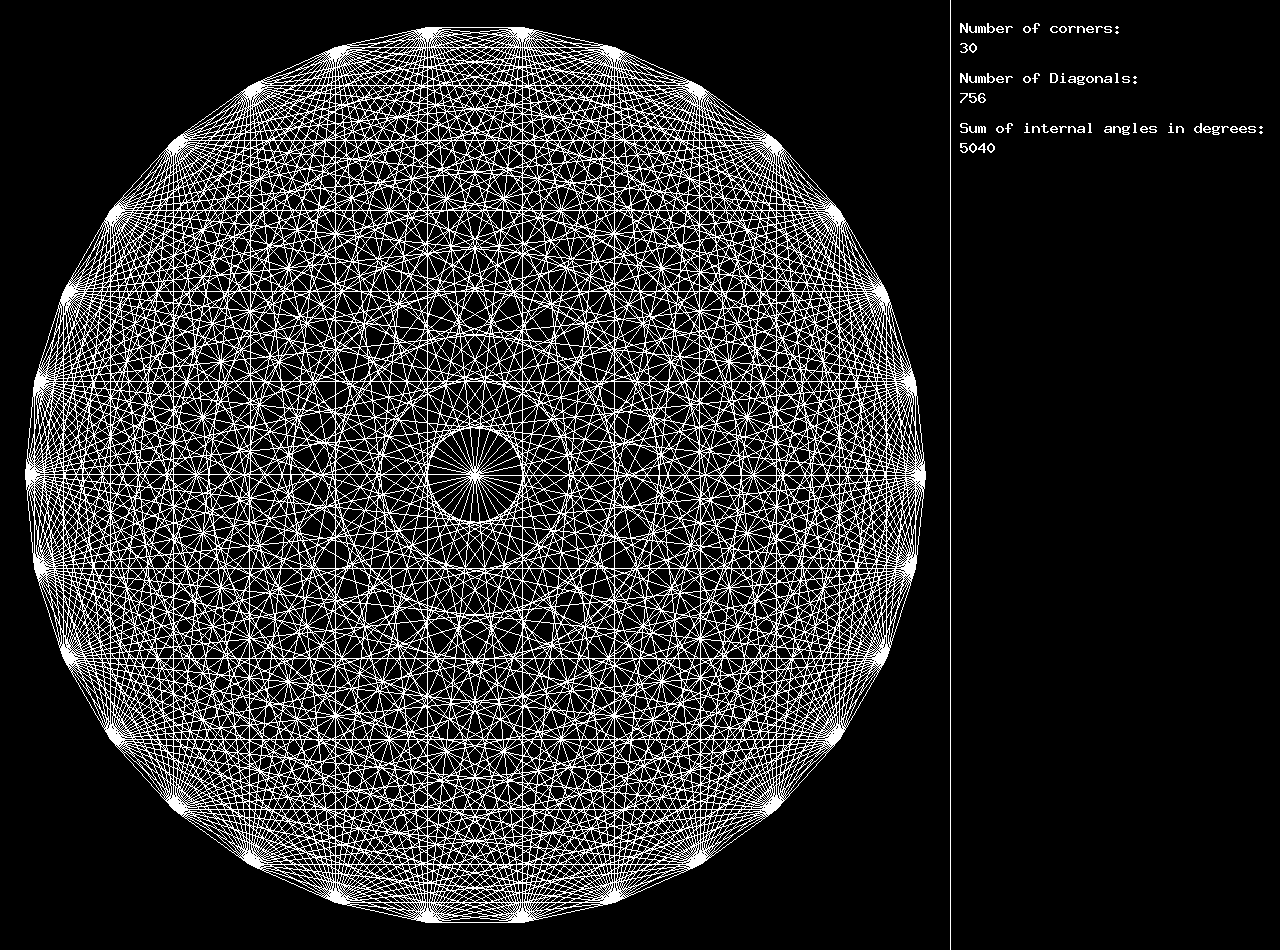 Number of corners:
30
Number of Diagonals:
756
Sum of internal angles in degrees:
5040